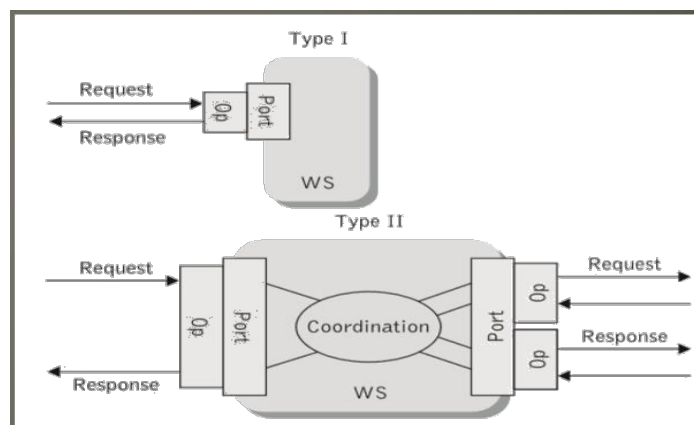 Type I
Request
Op
Port
Response
WS
Type II
Request
Op
Port
Response
Coordination
WS
Port
Op
Request
Op
Response